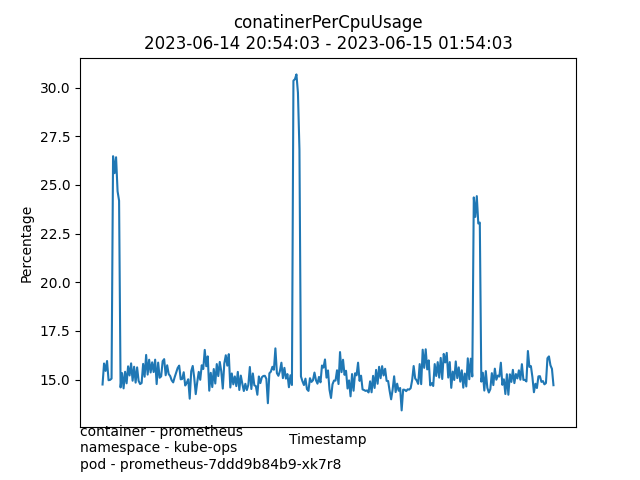 conatinerPerCpuUsage
2023-06-14 20:54:03 - 2023-06-15 01:54:03
30.0
27.5
25.0
22.5
20.0
17.5
15.0
Percentage
Timestamp
container - prometheus
namespace - kube-ops
pod - prometheus-7ddd9b84b9-xk7r8